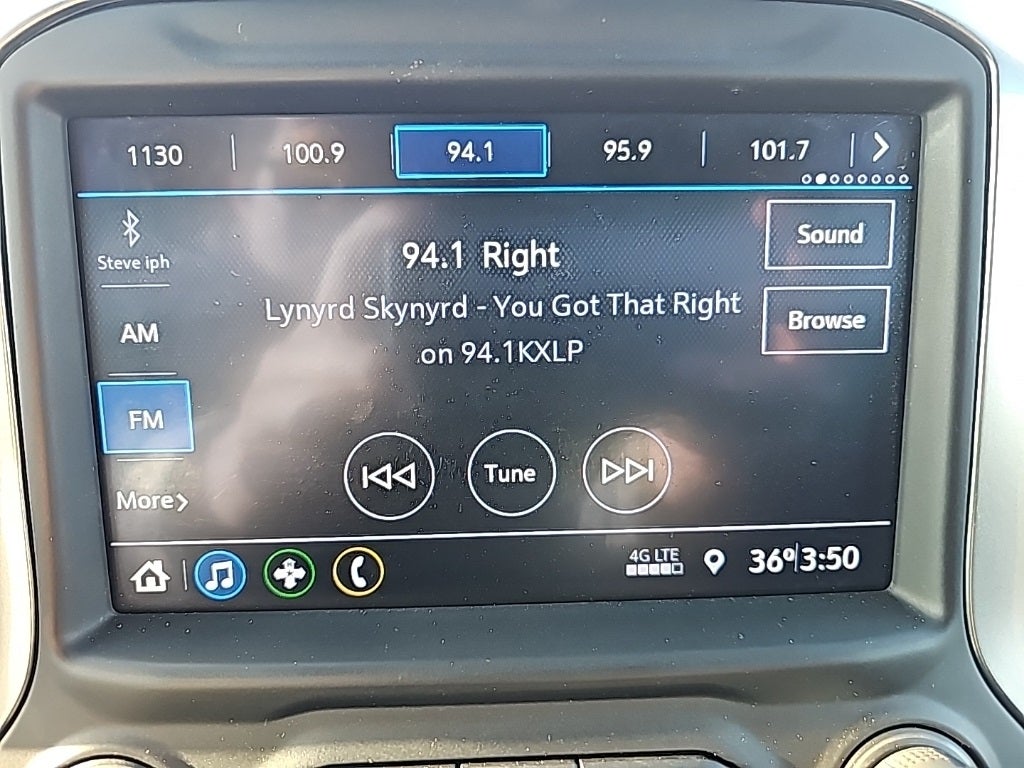 1130 100.9 94.1 95.9 101.7
Steve iph
94.1 Right
Sound
Lynyrd Skynyrd - You Got That Right
Browse
AM
on 94.1KXLP
FM
Tune
More
4G LTE
36° 3:50